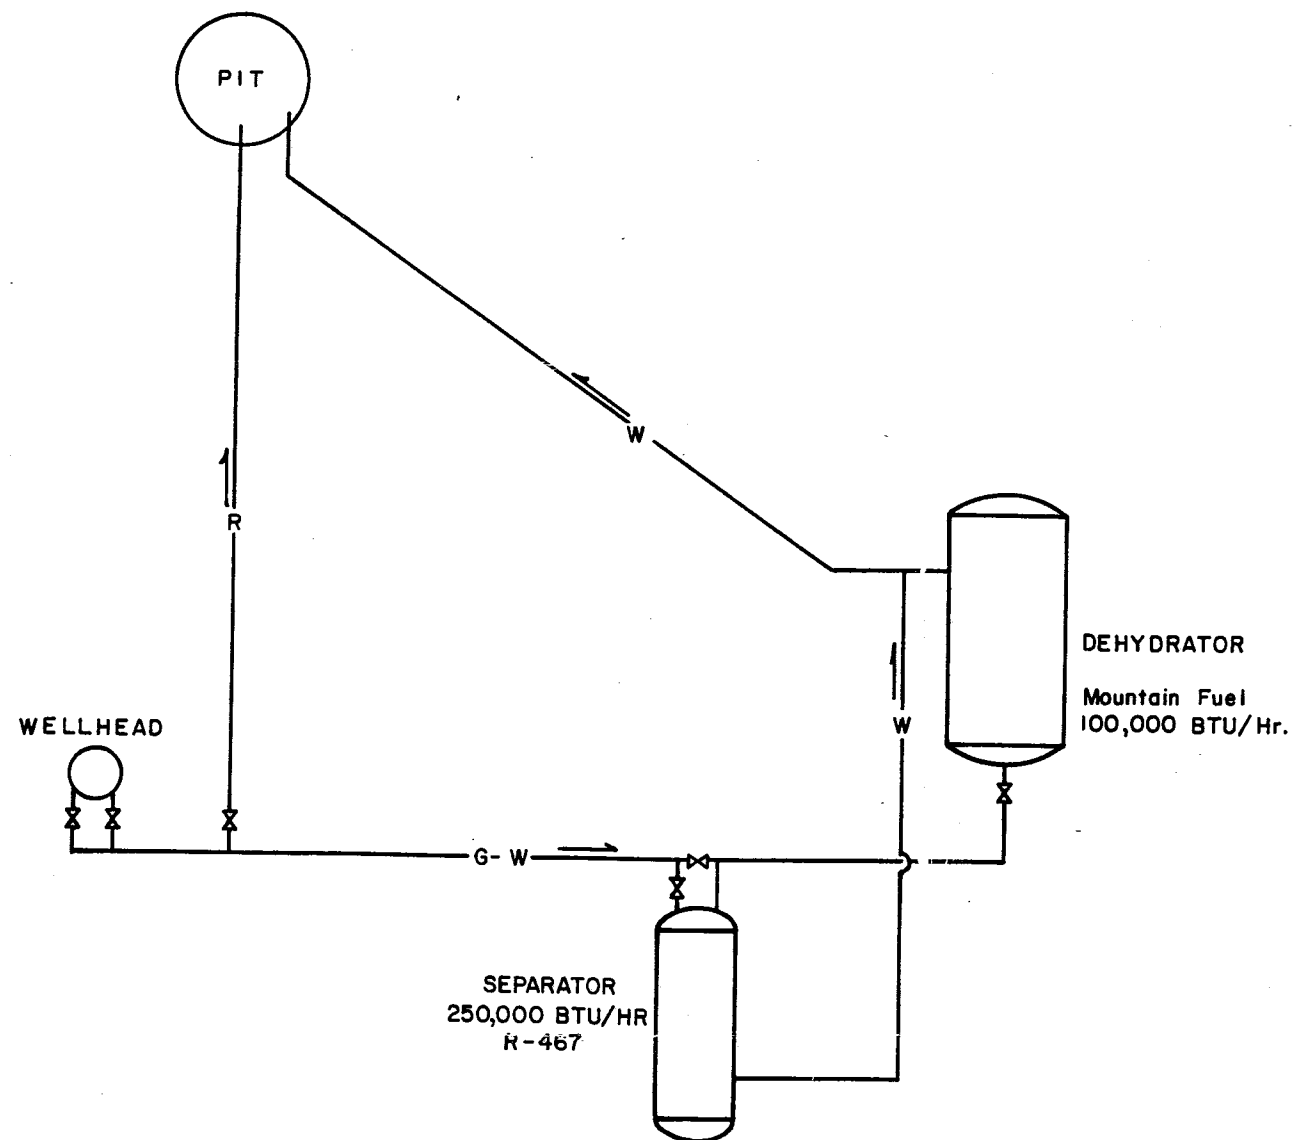 PIT
W
R
DEHYDRATOR
Mountain Fuel
100,000 BTU/Hr.
W
WELLHEAD
G-W
SEPARATOR
250,000 BTU/HR
R-467